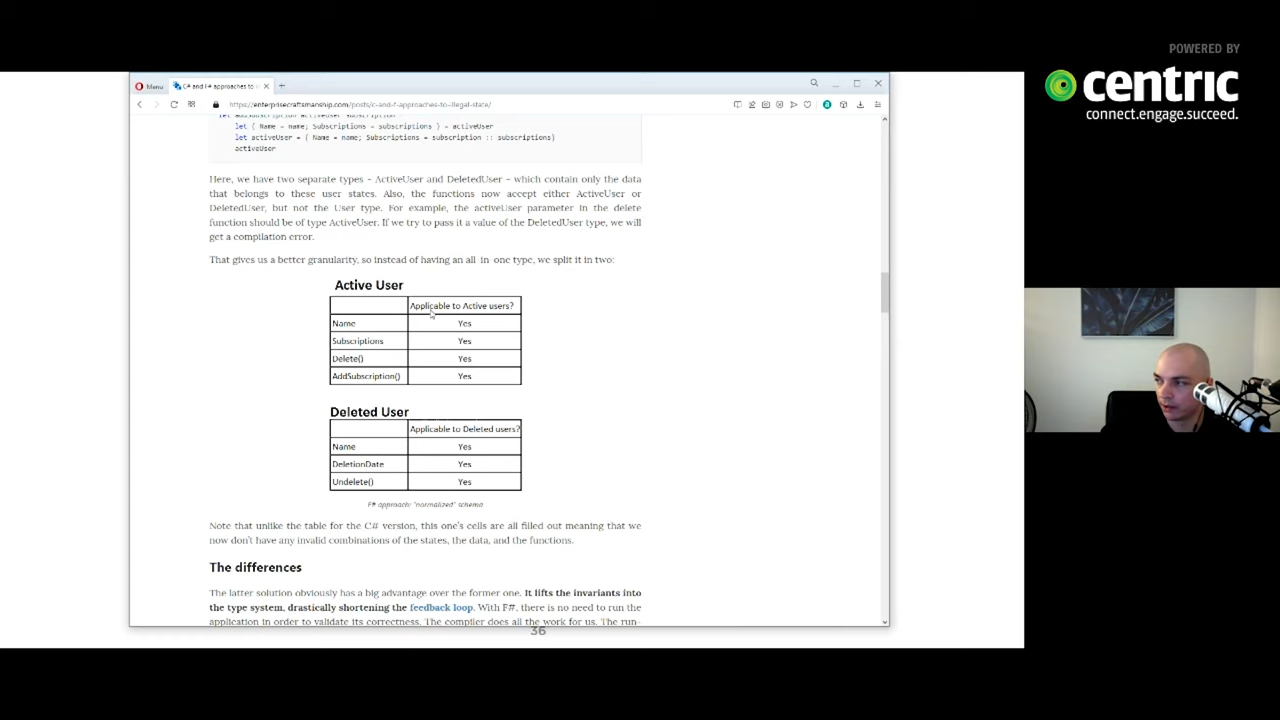 POWERED BY
centric
connect.engage.succeed.
Menu
C# and F# approaches to
https://enterprisecraftsmanship.com/posts/c-and-f-approaches-to-illegal-state/
let addSubscription activeUser subscription
let { Name = name; Subscriptions = subscriptions } = activeUser
let activeUser = { Name = name; Subscriptions = subscription :: subscriptions}
activeUser
Here, we have two separate types – ActiveUser and DeletedUser – which contain only the data
that belongs to these user states. Also, the functions now accept either ActiveUser or
DeletedUser, but not the User type. For example, the activeUser parameter in the delete
function should be of type ActiveUser. If we try to pass it a value of the DeletedUser type, we will
get a compilation error.
That gives us a better granularity, so instead of having an all in one type, we split it in two:
Active User
Applicable to Active users?
Name Yes
Subscriptions Yes
Delete() Yes
AddSubscription() Yes
Deleted User
Applicable to Deleted users?
Name Yes
DeletionDate Yes
Undelete() Yes
F# approach: "normalized" schema
Note that unlike the table for the C# version, this one's cells are all filled out meaning that we
now don't have any invalid combinations of the states, the data, and the functions.
The differences
The latter solution obviously has a big advantage over the former one. It lifts the invariants into
the type system, drastically shortening the feedback loop. With F#, there is no need to run the
application in order to validate its correctness. The compiler does all the work for us. The run-
36